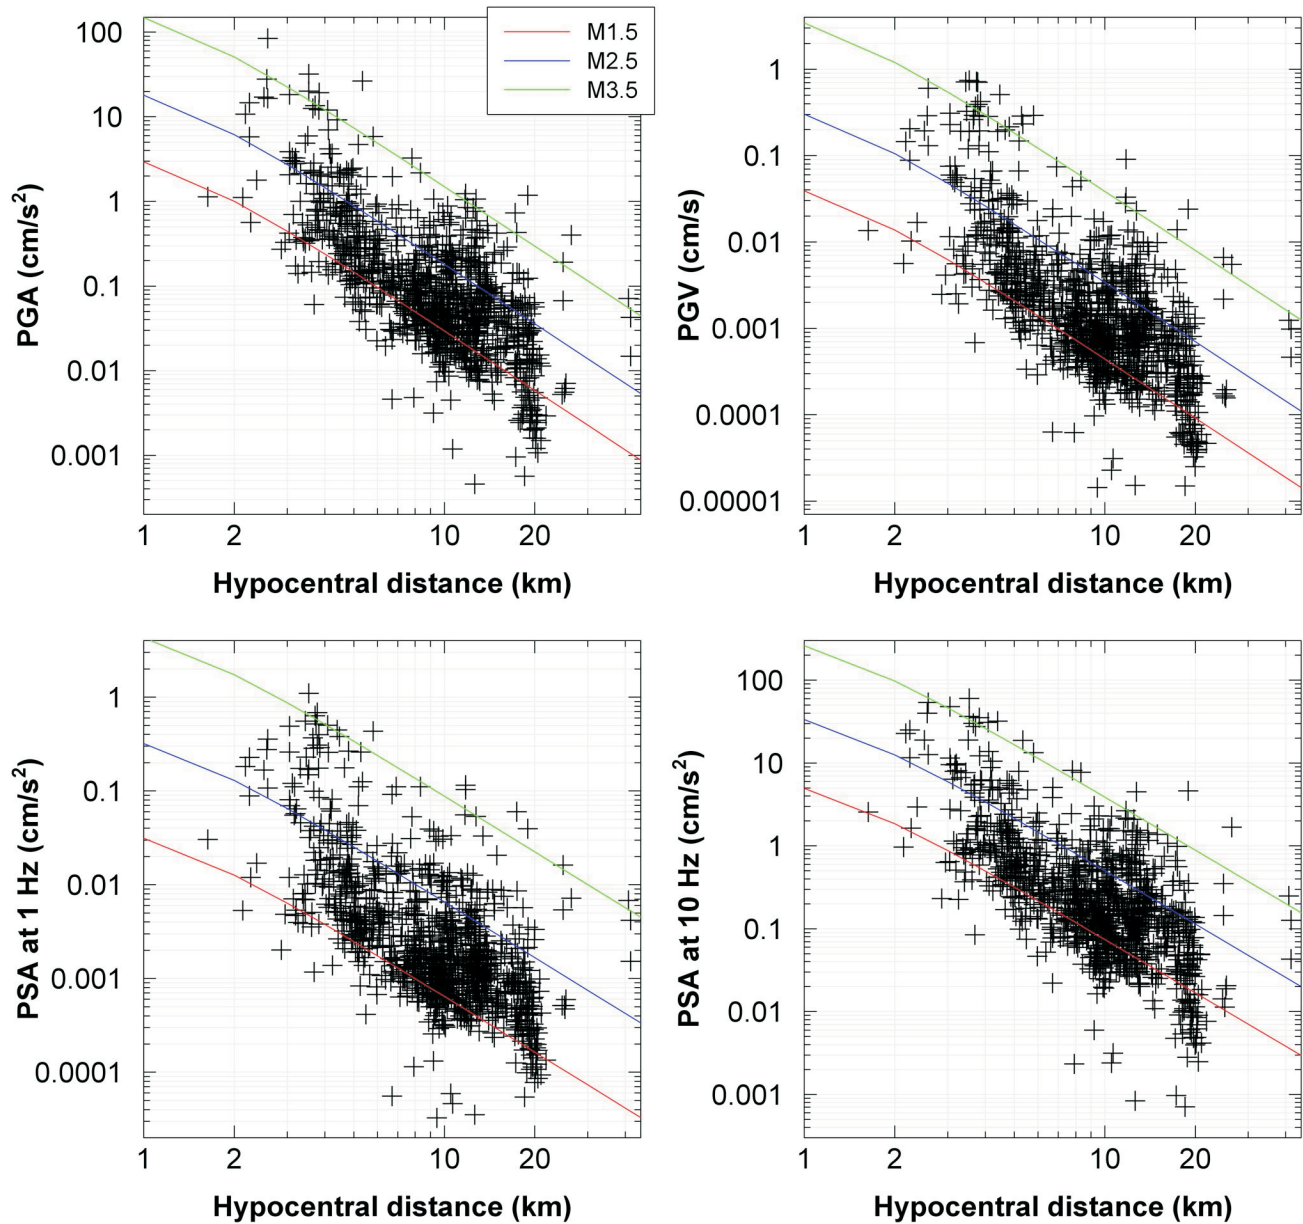 M1.5
M2.5
M3.5
100
10
1
0.1
0.01
0.001
PGA (cm/s²)
1 2 10 20
Hypocentral distance (km)
1
0.1
0.01
0.001
0.0001
0.00001
PGV (cm/s)
1 2 10 20
Hypocentral distance (km)
1
0.1
0.01
0.001
0.0001
PSA at 1 Hz (cm/s²)
1 2 10 20
Hypocentral distance (km)
100
10
1
0.1
0.01
0.001
PSA at 10 Hz (cm/s²)
1 2 10 20
Hypocentral distance (km)